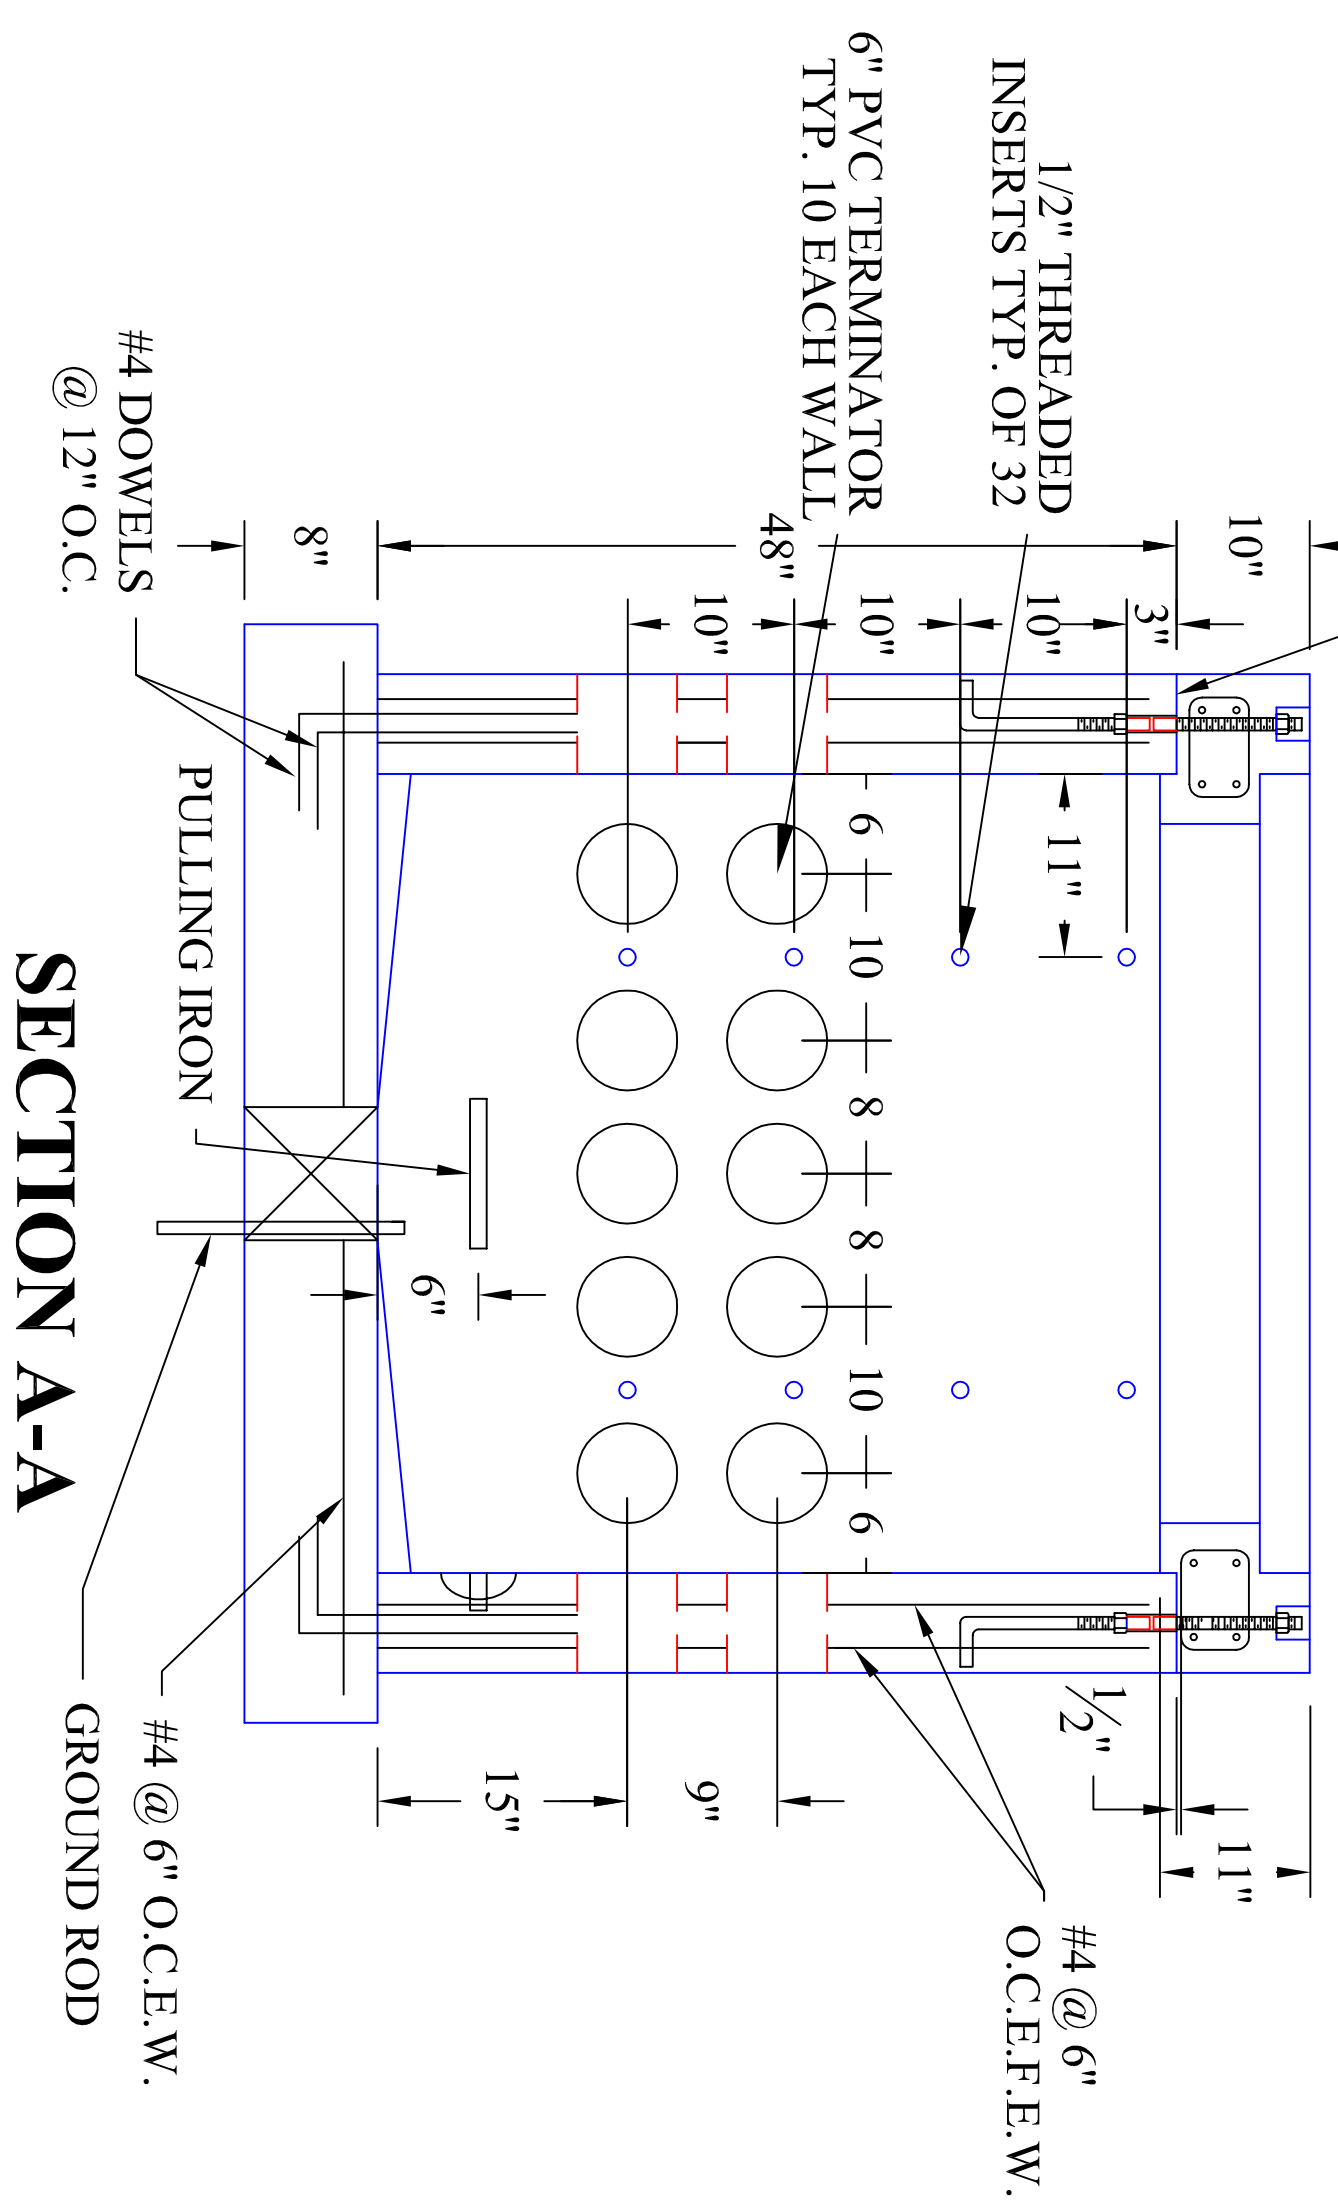 10"
3"
10"
10"
10"
48"
8"
1/2" THREADED
INSERTS TYP. OF 32
6" PVC TERMINATOR
TYP. 10 EACH WALL
#4 DOWELS
@ 12" O.C.
11"
6
10
8
8
10
6
PULLING IRON
6"
1/2"
11"
9"
15"
#4 @ 6"
O.C.E.F.E.W.
#4 @ 6" O.C.E.W.
GROUND ROD
SECTION A-A